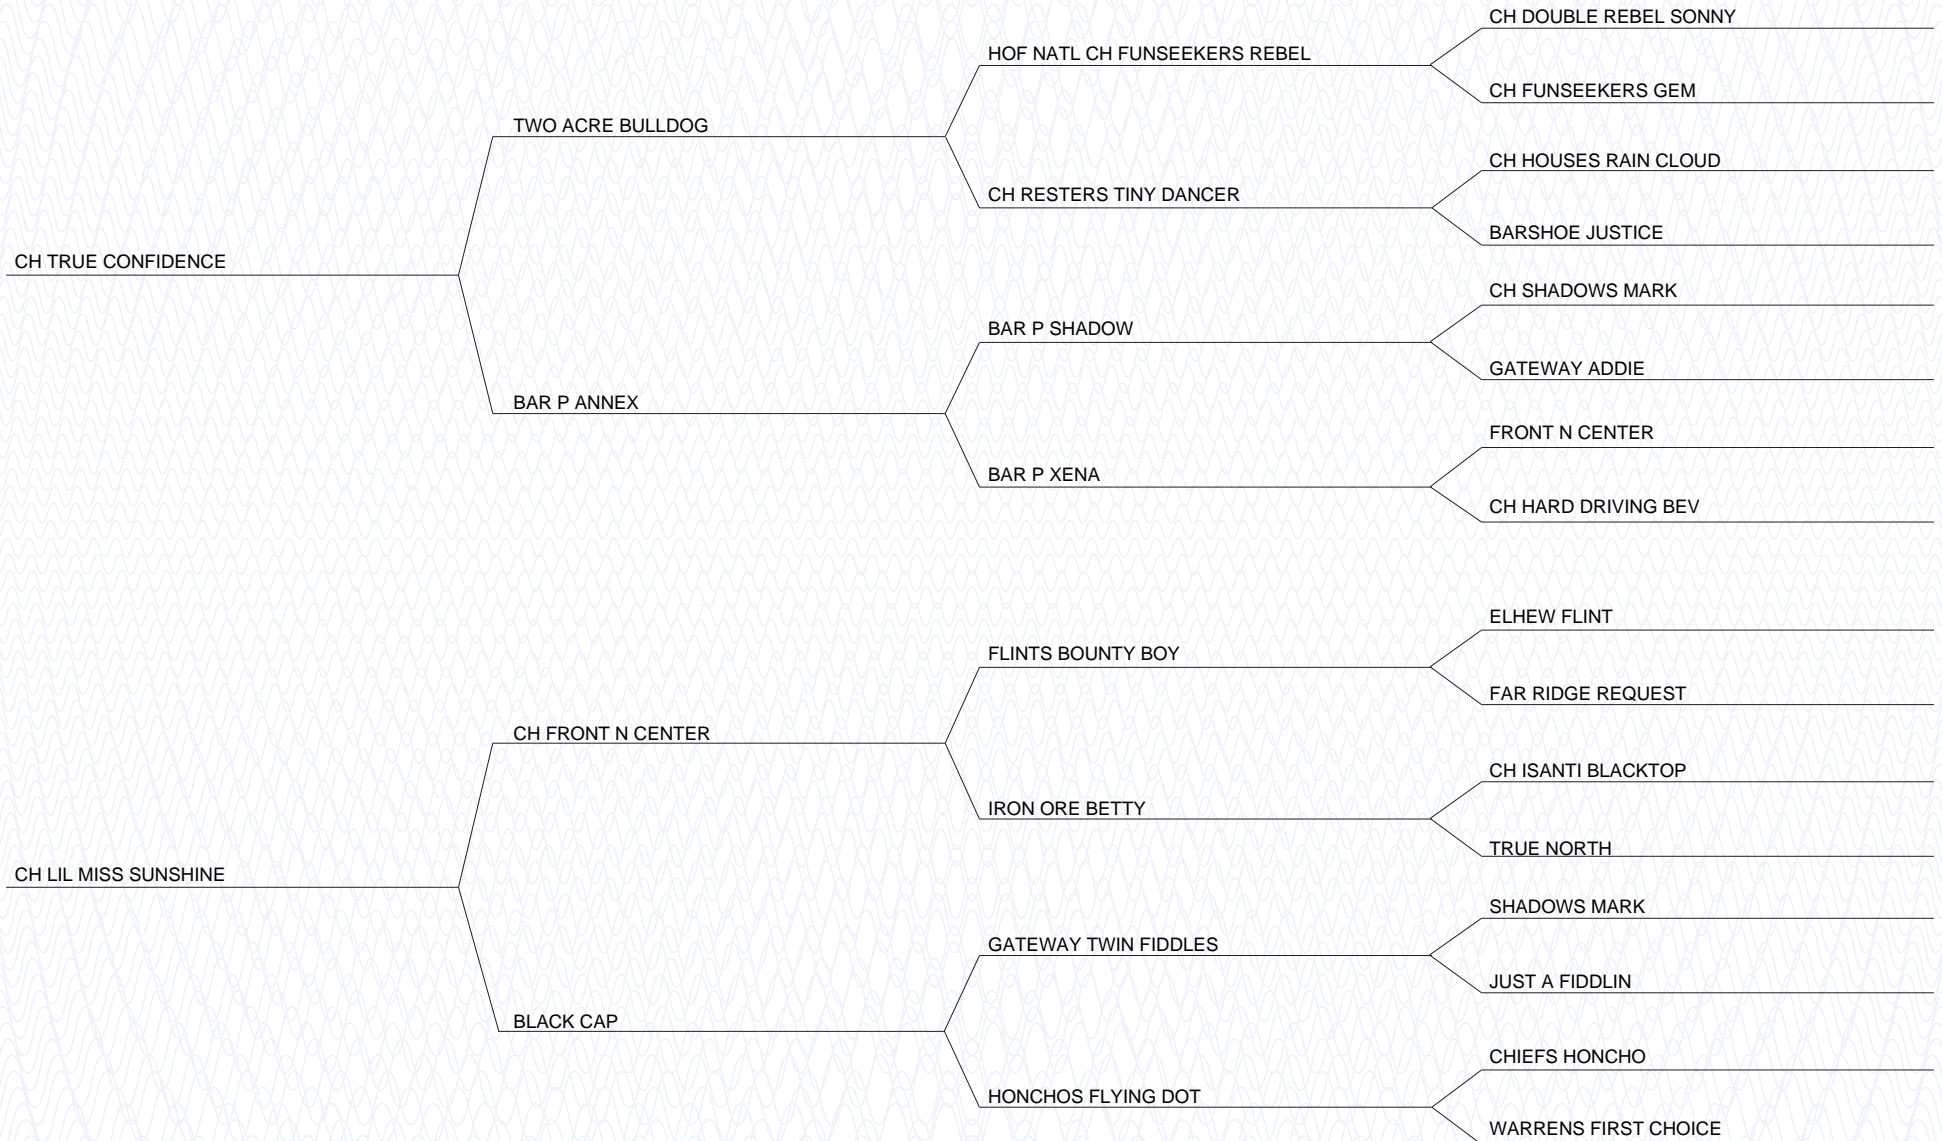 CH DOUBLE REBEL SONNY
HOF NATL CH FUNSEEKERS REBEL
CH FUNSEEKERS GEM
TWO ACRE BULLDOG
CH HOUSES RAIN CLOUD
CH RESTERS TINY DANCER
BARSHOE JUSTICE
CH TRUE CONFIDENCE
CH SHADOWS MARK
BAR P SHADOW
GATEWAY ADDIE
BAR P ANNEX
FRONT N CENTER
BAR P XENA
CH HARD DRIVING BEV
ELHEW FLINT
FLINTS BOUNTY BOY
FAR RIDGE REQUEST
CH FRONT N CENTER
CH ISANTI BLACKTOP
IRON ORE BETTY
TRUE NORTH
CH LIL MISS SUNSHINE
SHADOWS MARK
GATEWAY TWIN FIDDLES
JUST A FIDDLIN
BLACK CAP
CHIEFS HONCHO
HONCHOS FLYING DOT
WARRENS FIRST CHOICE